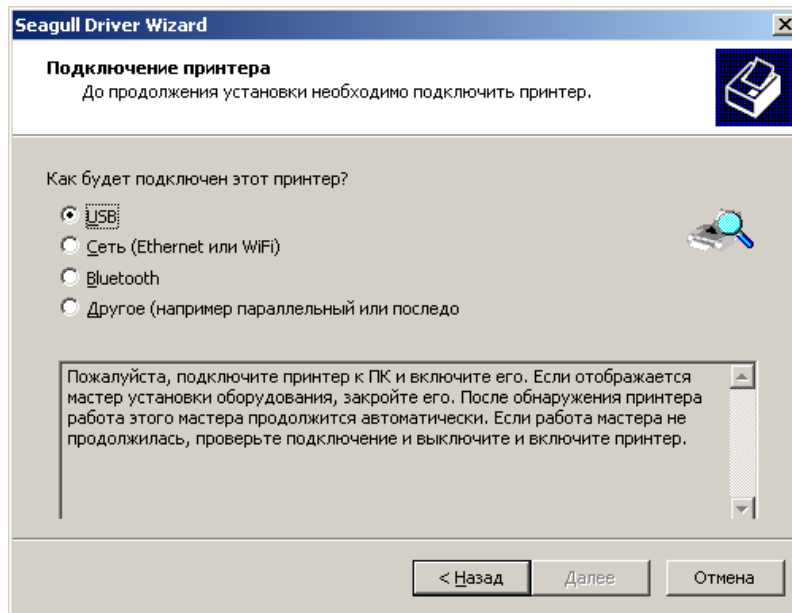 Seagull Driver Wizard
Подключение принтера
До продолжения установки необходимо подключить принтер.
Как будет подключен этот принтер?
USB
Сеть (Ethernet или WiFi)
Bluetooth
Другое (например параллельный или последо
Пожалуйста, подключите принтер к ПК и включите его. Если отображается
мастер установки оборудования, закройте его. После обнаружения принтера
работа этого мастера продолжится автоматически. Если работа мастера не
продолжилась, проверьте подключение и выключите и включите принтер.
< Назад
Далее
Отмена